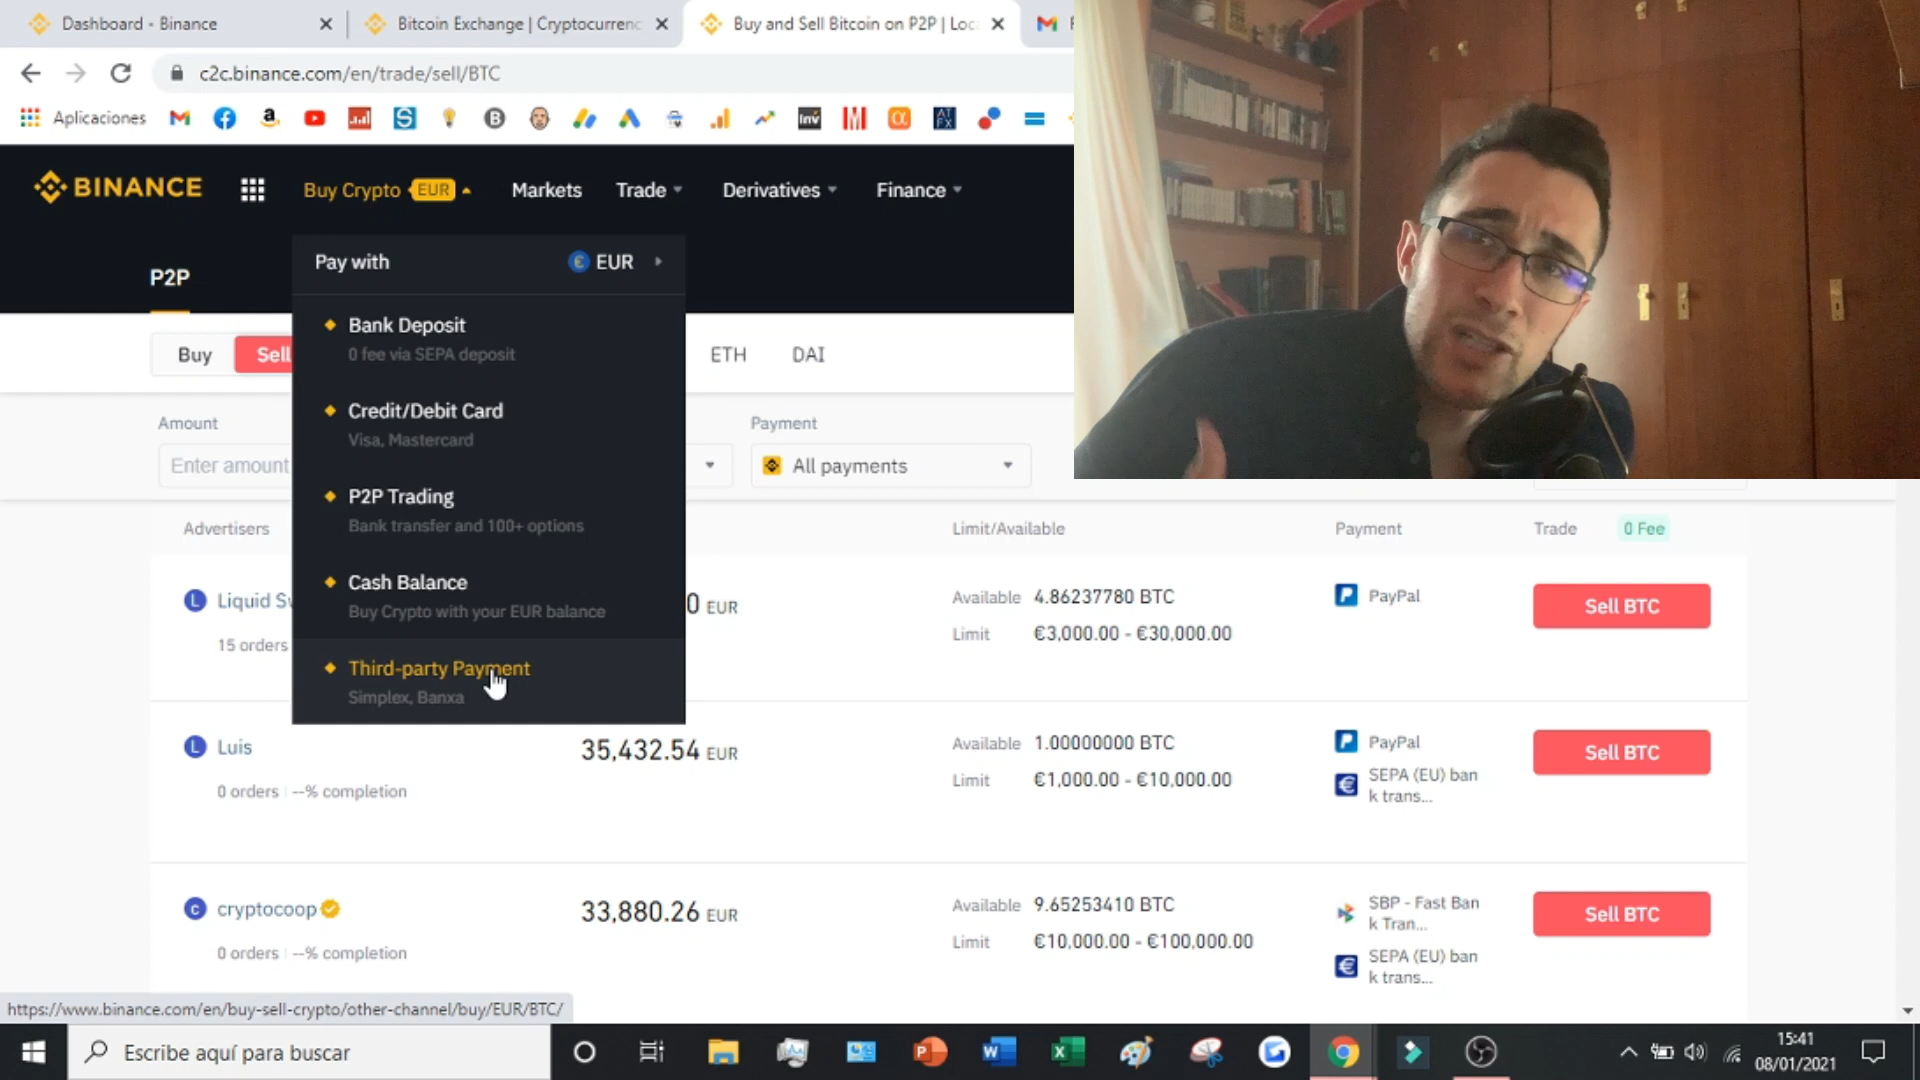 Dashboard - Binance
Bitcoin Exchange | Cryptocurrenc
Buy and Sell Bitcoin on P2P | Loc
c2c.binance.com/en/trade/sell/BTC
Aplicaciones
BINANCE
Buy Crypto EUR
Markets
Trade
Derivatives
Finance
P2P
Pay with
EUR
Bank Deposit
0 fee via SEPA deposit
Credit/Debit Card
Visa, Mastercard
P2P Trading
Bank transfer and 100+ options
Cash Balance
Buy Crypto with your EUR balance
Third-party Payment
Simplex, Banxa
Buy
Sell
ETH
DAI
Amount
Enter amount
Payment
All payments
Advertisers
Limit/Available
Payment
Trade
0 Fee
Liquid
15 orders
0 EUR
Available 4.86237780 BTC
Limit €3,000.00 - €30,000.00
PayPal
Sell BTC
Luis
0 orders --% completion
35,432.54 EUR
Available 1.00000000 BTC
Limit €1,000.00 - €10,000.00
PayPal
SEPA (EU) ban
k trans...
Sell BTC
cryptocoop
0 orders --% completion
33,880.26 EUR
Available 9.65253410 BTC
Limit €10,000.00 - €100,000.00
SBP - Fast Ban
k Tran...
SEPA (EU) ban
k trans...
Sell BTC
https://www.binance.com/en/buy-sell-crypto/other-channel/buy/EUR/BTC/
Escribe aquí para buscar
15:41
08/01/2021